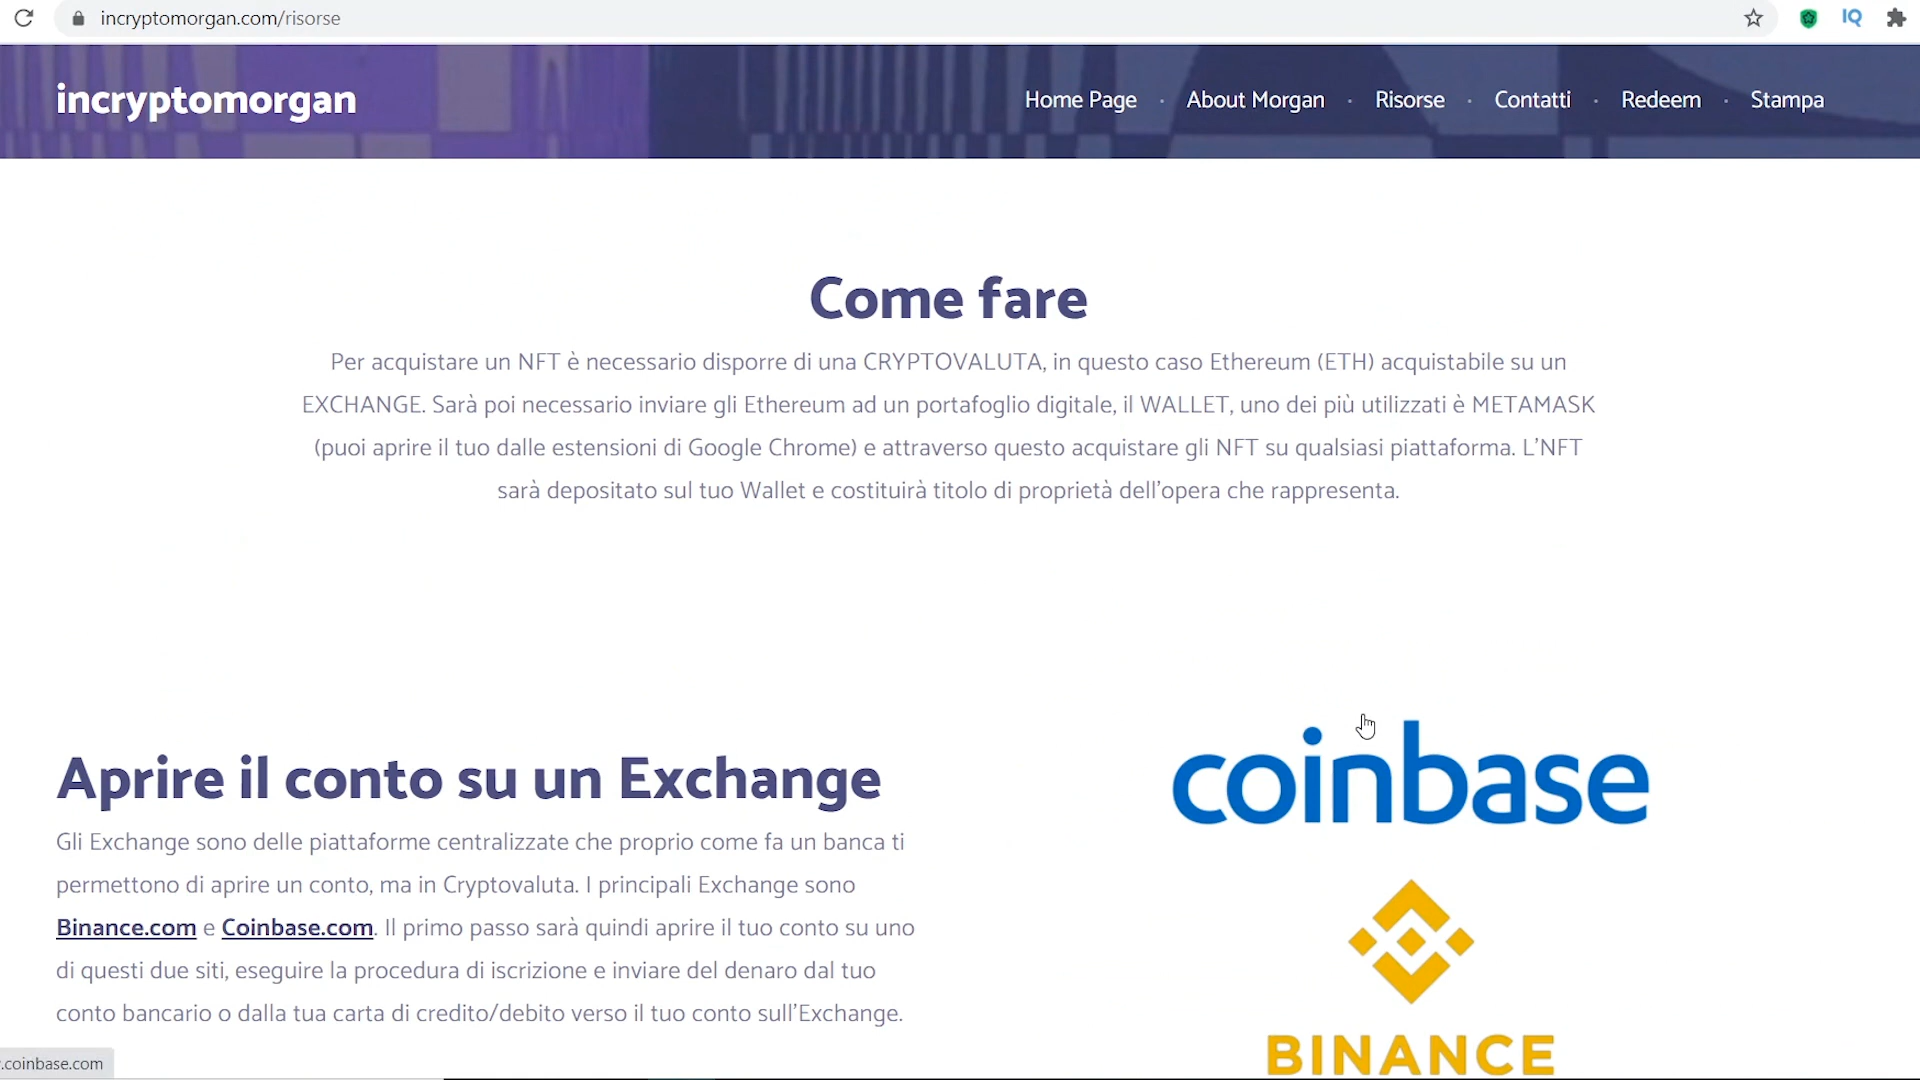 incryptomorgan.com/risorse
IQ
incryptomorgan
Home Page · About Morgan · Risorse · Contatti · Redeem · Stampa
Come fare
Per acquistare un NFT è necessario disporre di una CRYPTOVALUTA, in questo caso Ethereum (ETH) acquistabile su un
EXCHANGE. Sarà poi necessario inviare gli Ethereum ad un portafoglio digitale, il WALLET, uno dei più utilizzati è METAMASK
(puoi aprire il tuo dalle estensioni di Google Chrome) e attraverso questo acquistare gli NFT su qualsiasi piattaforma. L'NFT
sarà depositato sul tuo Wallet e costituirà titolo di proprietà dell'opera che rappresenta.
Aprire il conto su un Exchange
Gli Exchange sono delle piattaforme centralizzate che proprio come fa un banca ti
permettono di aprire un conto, ma in Cryptovaluta. I principali Exchange sono
Binance.com e Coinbase.com. Il primo passo sarà quindi aprire il tuo conto su uno
di questi due siti, eseguire la procedura di iscrizione e inviare del denaro dal tuo
conto bancario o dalla tua carta di credito/debito verso il tuo conto sull'Exchange.
coinbase
BINANCE
.coinbase.com